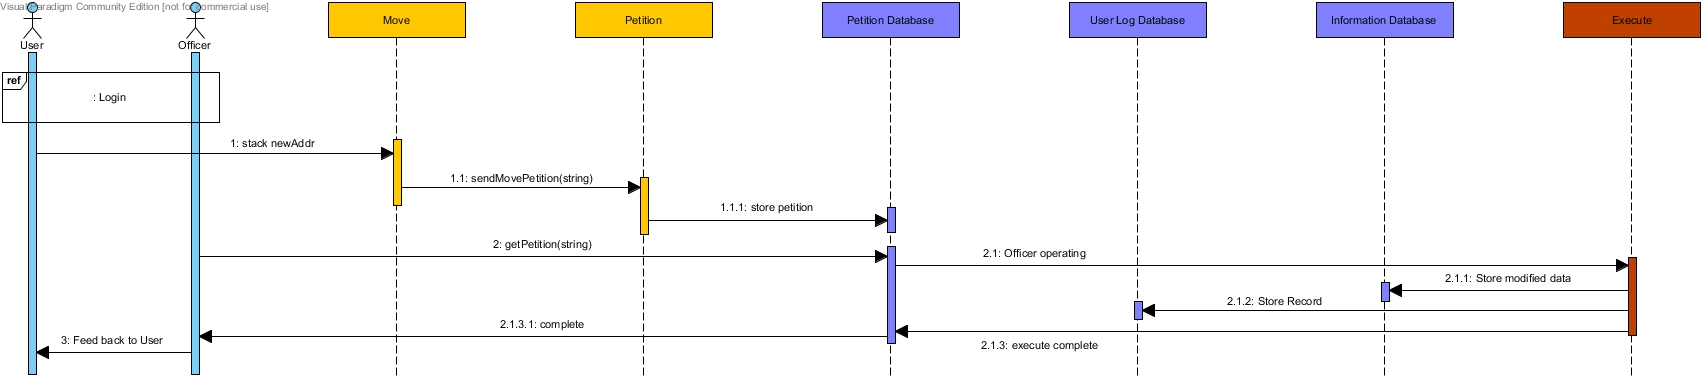 Visual Paradigm Community Edition [not for commercial use]
User
Officer
Move
Petition
Petition Database
User Log Database
Information Database
Execute
ref
: Login
1: stack newAddr
1.1: sendMovePetition(string)
1.1.1: store petition
2: getPetition(string)
2.1: Officer operating
2.1.1: Store modified data
2.1.2: Store Record
2.1.3.1: complete
2.1.3: execute complete
3: Feed back to User